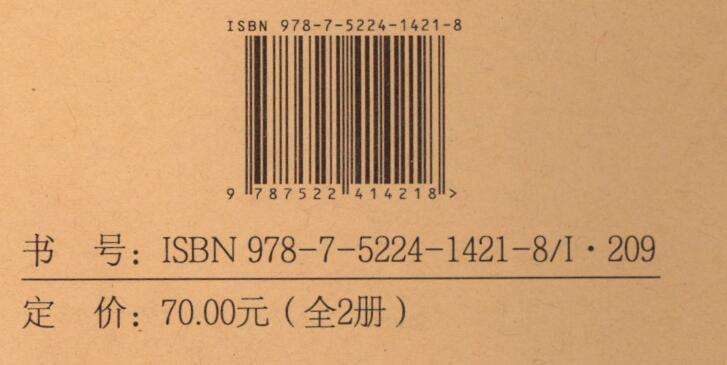 ISBN 978-7-5224-1421-8
9 787522 414218 >
书 号：ISBN 978-7-5224-1421-8/I·209
定 价：70.00元（全2册）